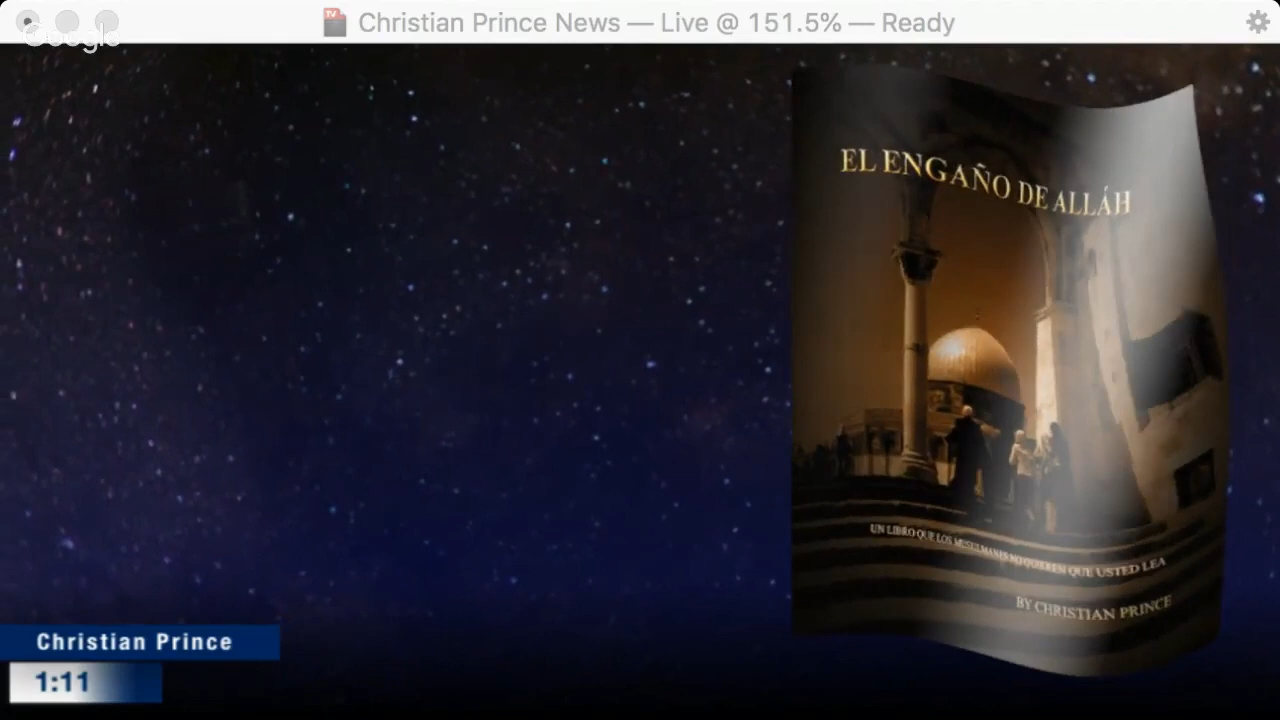 Christian Prince News — Live @ 151.5% — Ready
Google
EL ENGAÑO DE ALLÁH
UN LIBRO QUE LOS MUSULMANES NO QUIEREN QUE USTED LEA
BY CHRISTIAN PRINCE
Christian Prince
1:11